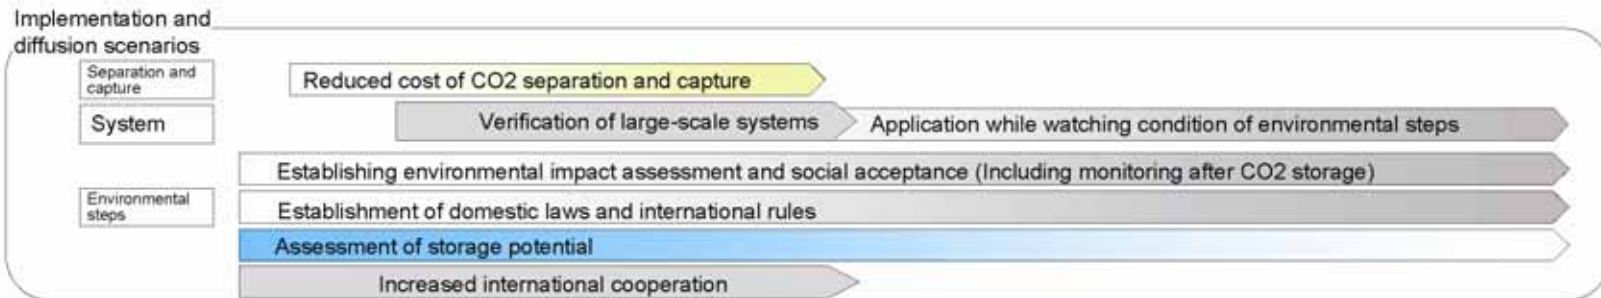 Implementation and
diffusion scenarios
Separation and
capture
Reduced cost of CO2 separation and capture
System
Verification of large-scale systems
Application while watching condition of environmental steps
Establishing environmental impact assessment and social acceptance (Including monitoring after CO2 storage)
Environmental
steps
Establishment of domestic laws and international rules
Assessment of storage potential
Increased international cooperation